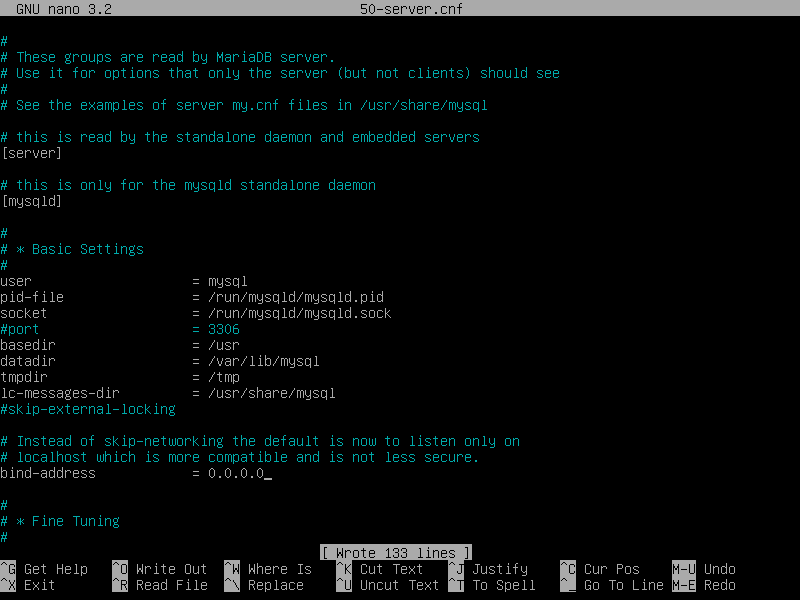 GNU nano 3.2 50-server.cnf
#
# These groups are read by MariaDB server.
# Use it for options that only the server (but not clients) should see
#
# See the examples of server my.cnf files in /usr/share/mysql
# this is read by the standalone daemon and embedded servers
[server]
# this is only for the mysqld standalone daemon
[mysqld]
#
# * Basic Settings
#
user = mysql
pid-file = /run/mysqld/mysqld.pid
socket = /run/mysqld/mysqld.sock
#port = 3306
basedir = /usr
datadir = /var/lib/mysql
tmpdir = /tmp
lc-messages-dir = /usr/share/mysql
#skip-external-locking
# Instead of skip-networking the default is now to listen only on
# localhost which is more compatible and is not less secure.
bind-address = 0.0.0.0_
#
# * Fine Tuning
#
[ Wrote 133 lines ]
^G Get Help ^O Write Out ^W Where Is ^K Cut Text ^J Justify ^C Cur Pos M-U Undo
^X Exit ^R Read File ^\ Replace ^U Uncut Text ^T To Spell ^_ Go To Line M-E Redo